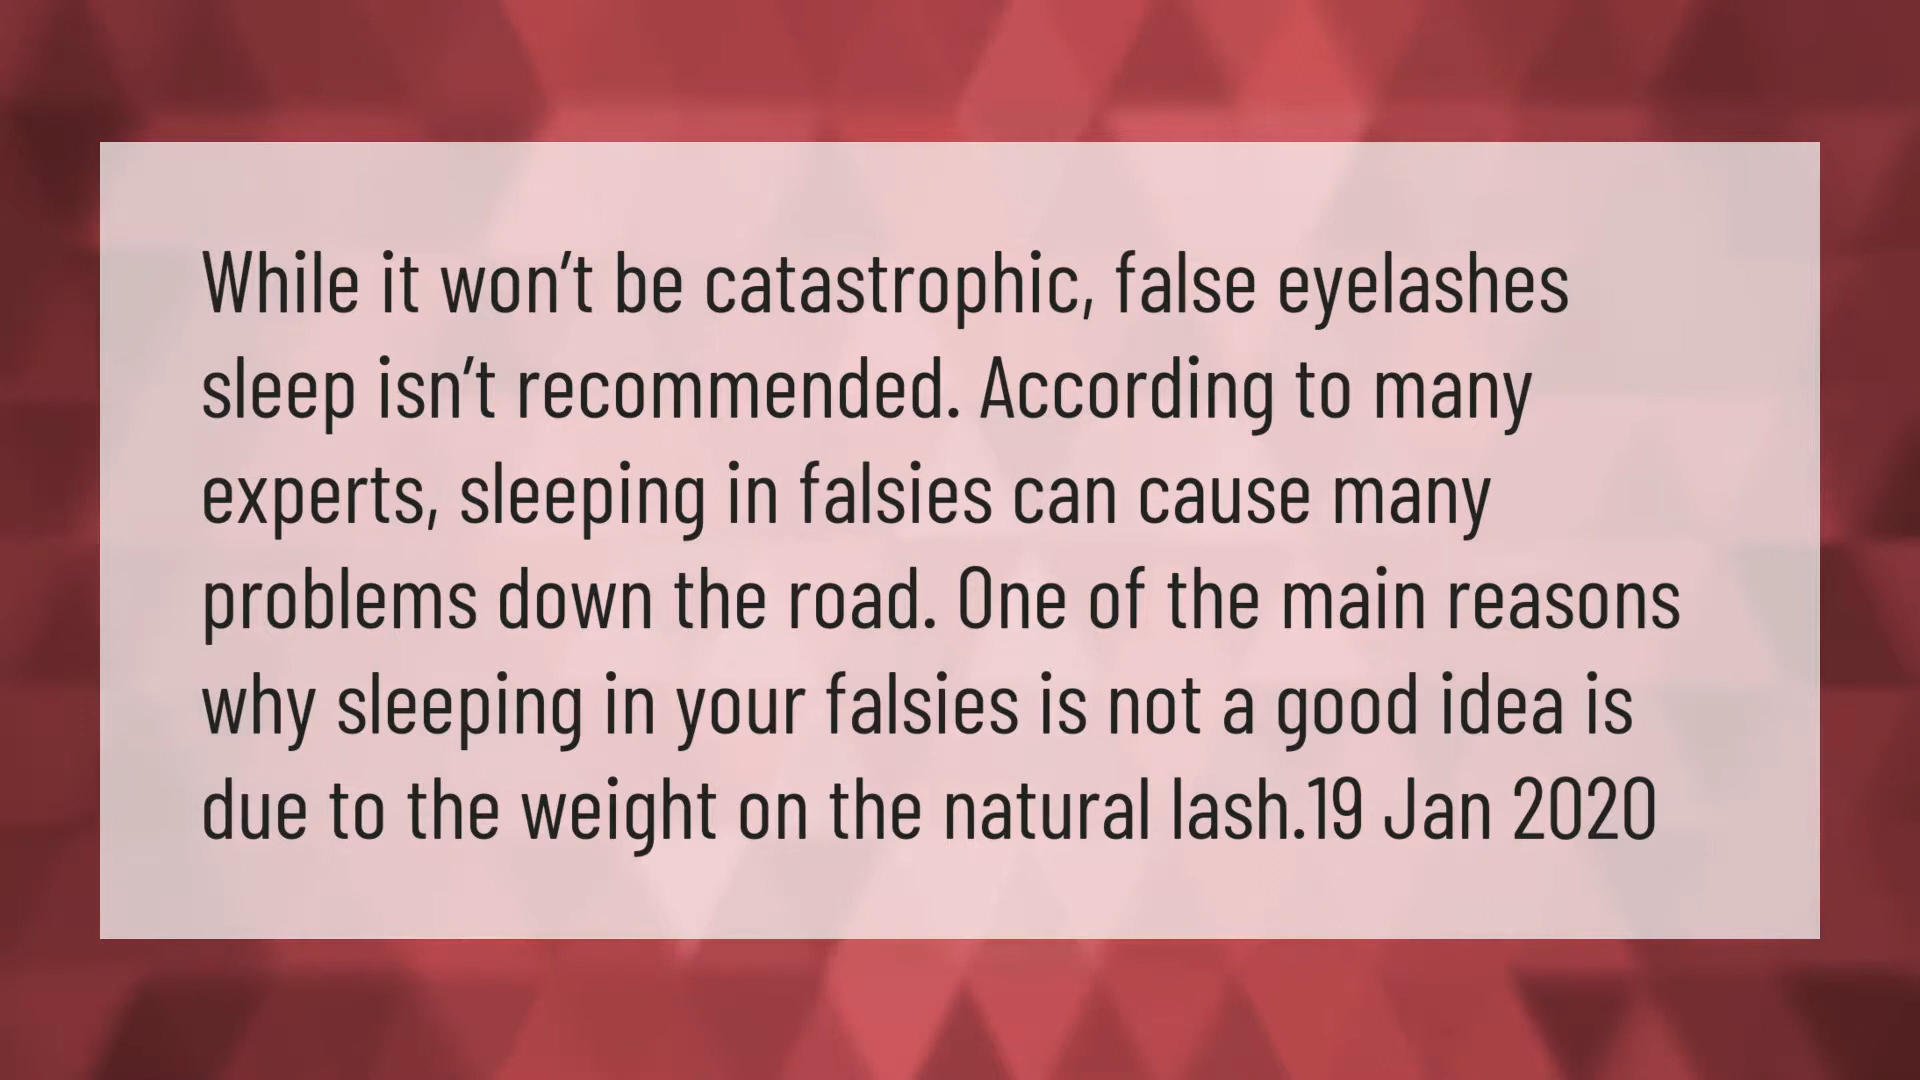 While it won’t be catastrophic, false eyelashes
sleep isn’t recommended. According to many
experts, sleeping in falsies can cause many
problems down the road. One of the main reasons
why sleeping in your falsies is not a good idea is
due to the weight on the natural lash.19 Jan 2020